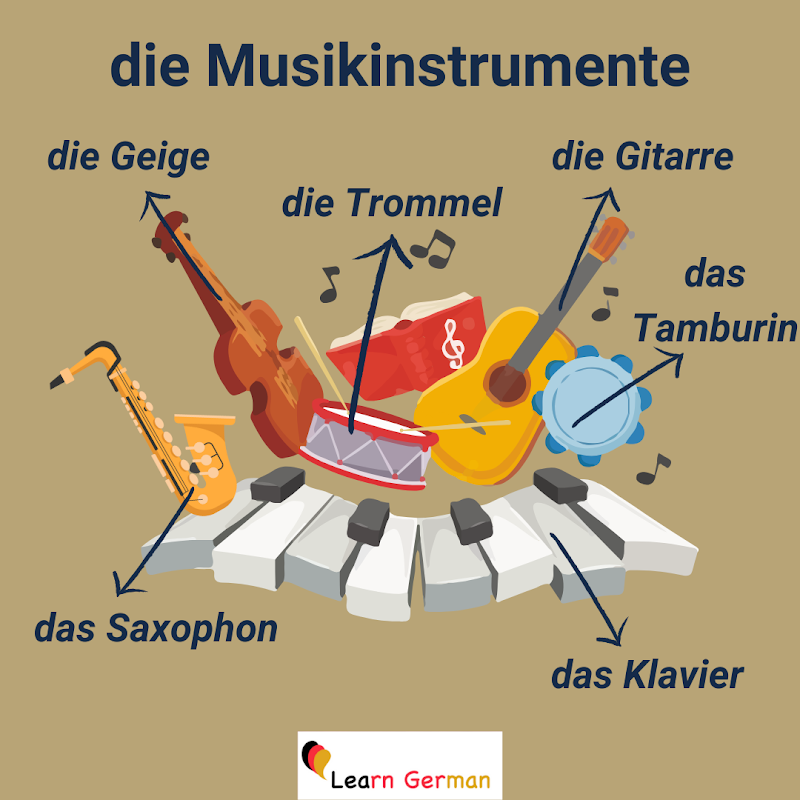 die Musikinstrumente
die Geige
die Gitarre
die Trommel
das
Tamburin
das Saxophon
das Klavier
Learn German